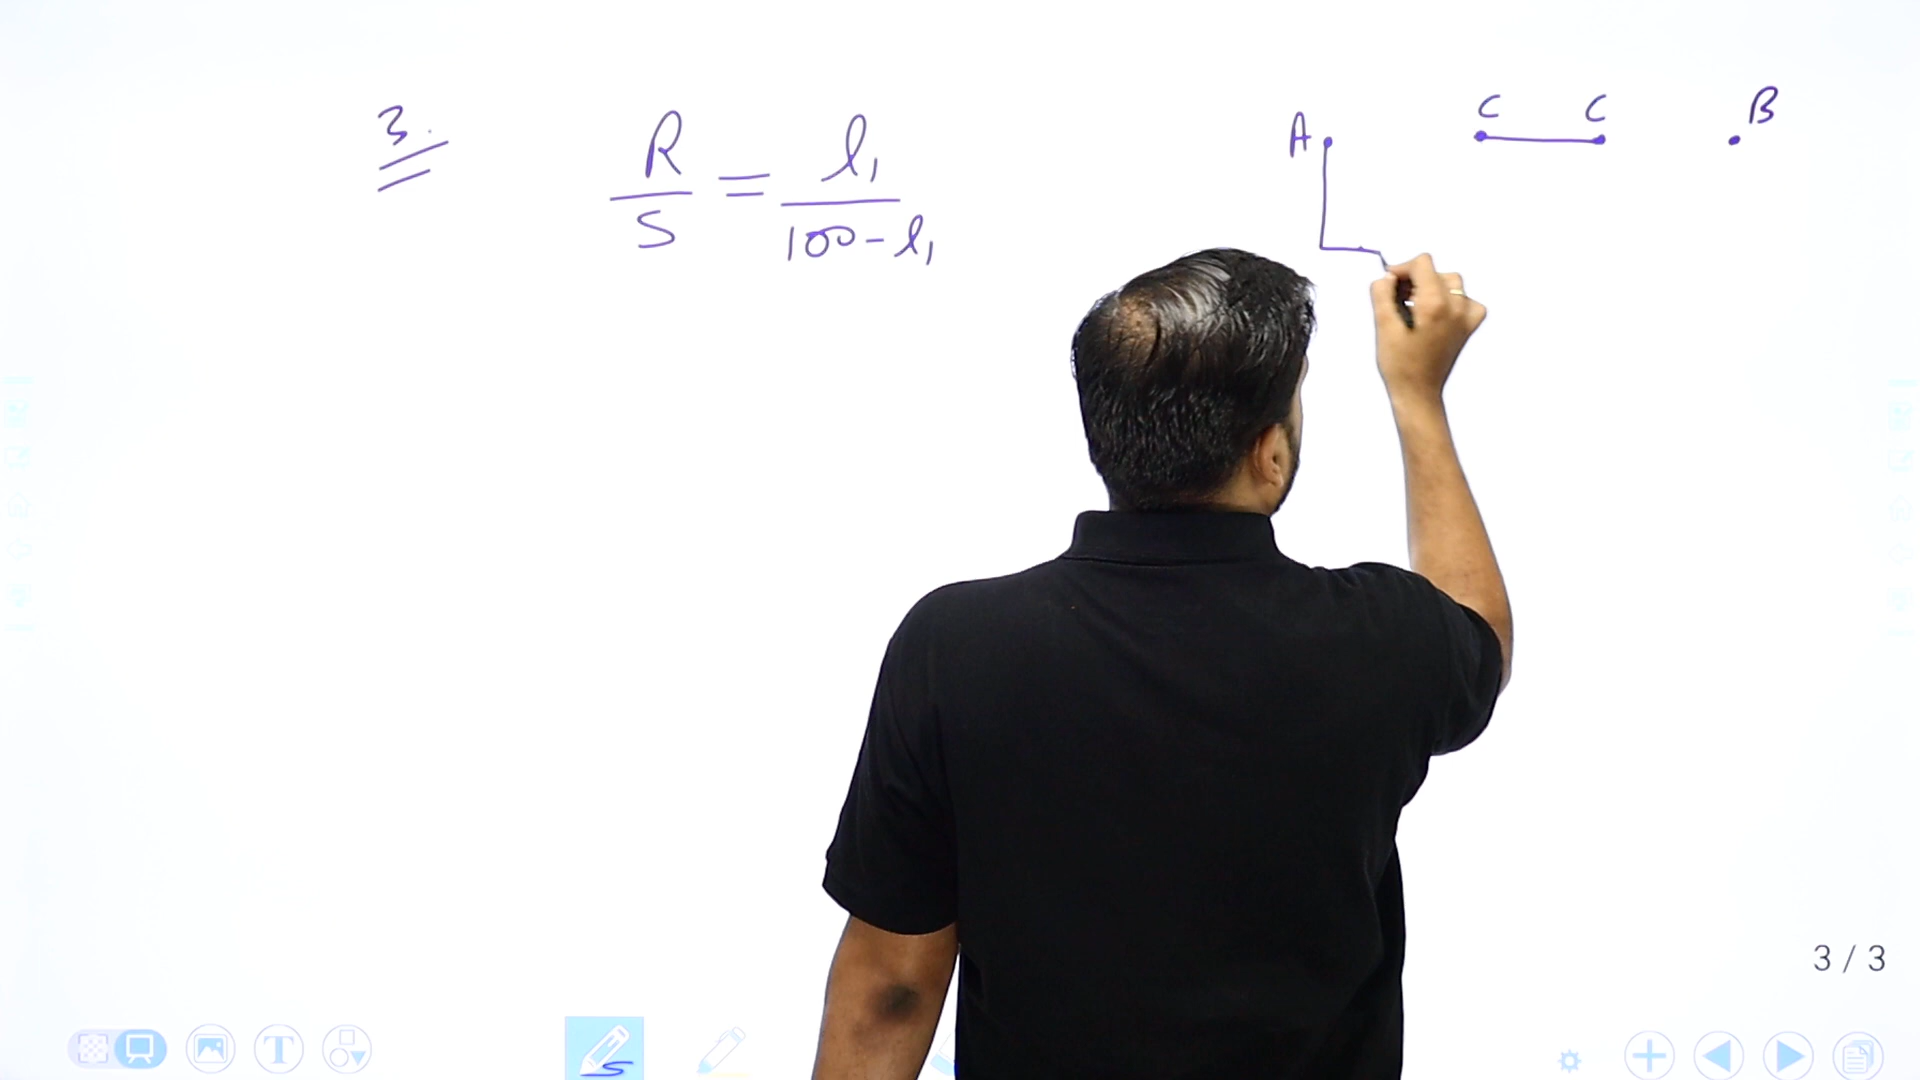 3.
R/S = l₁/(100 - l₁)
A C C B
3 / 3
T